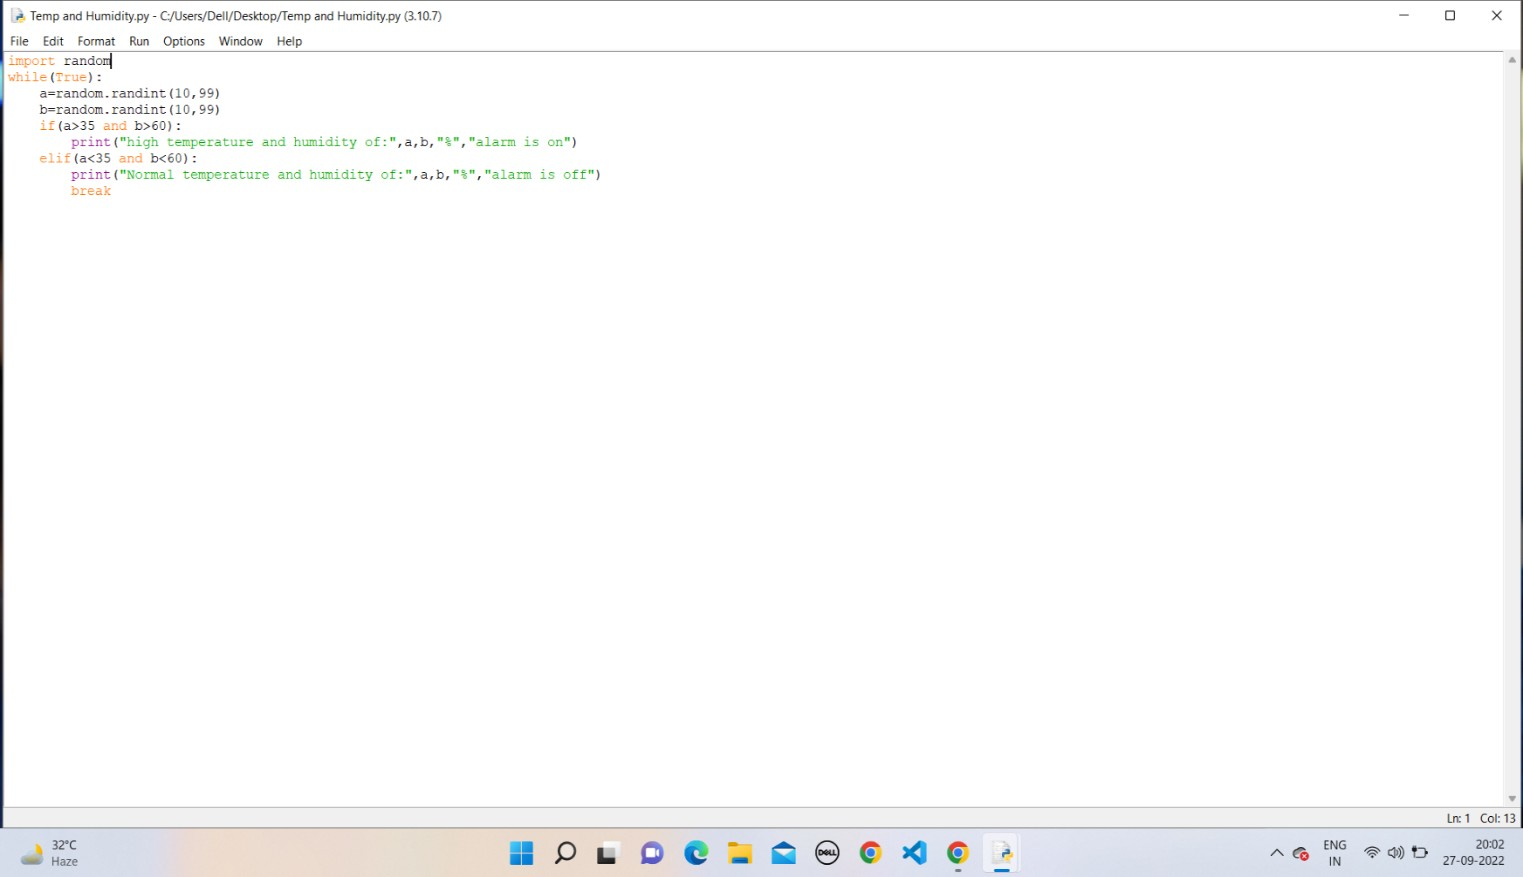 Temp and Humidity.py - C:/Users/Dell/Desktop/Temp and Humidity.py (3.10.7)
File Edit Format Run Options Window Help
import random
while(True):
    a=random.randint(10,99)
    b=random.randint(10,99)
    if(a>35 and b>60):
        print("high temperature and humidity of:",a,b,"%","alarm is on")
    elif(a<35 and b<60):
        print("Normal temperature and humidity of:",a,b,"%","alarm is off")
        break
Ln: 1 Col: 13
32°C
Haze
DELL
ENG
IN
20:02
27-09-2022